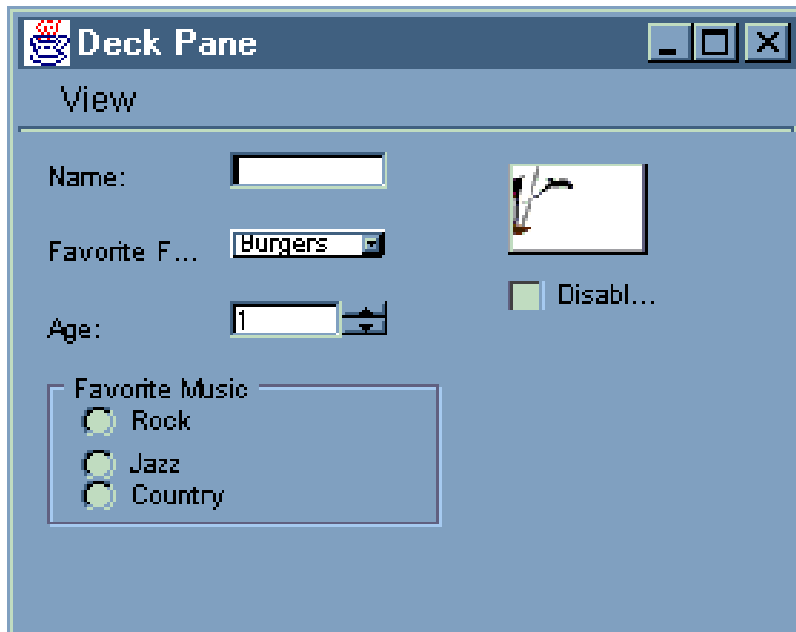 Deck Pane
View
Name:
Favorite F...
Burgers
Age:
1
Disabl...
Favorite Music
Rock
Jazz
Country